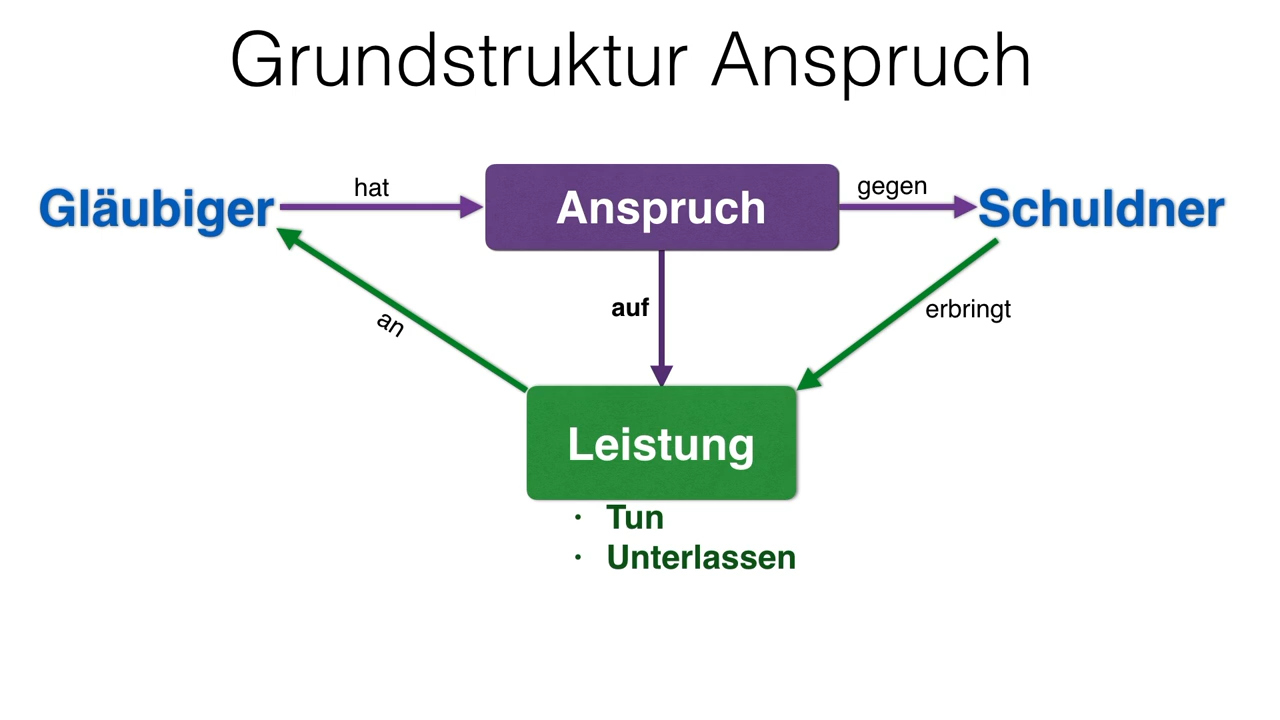 Grundstruktur Anspruch
Gläubiger
hat
Anspruch
gegen
Schuldner
auf
an
erbringt
Leistung
· Tun
· Unterlassen